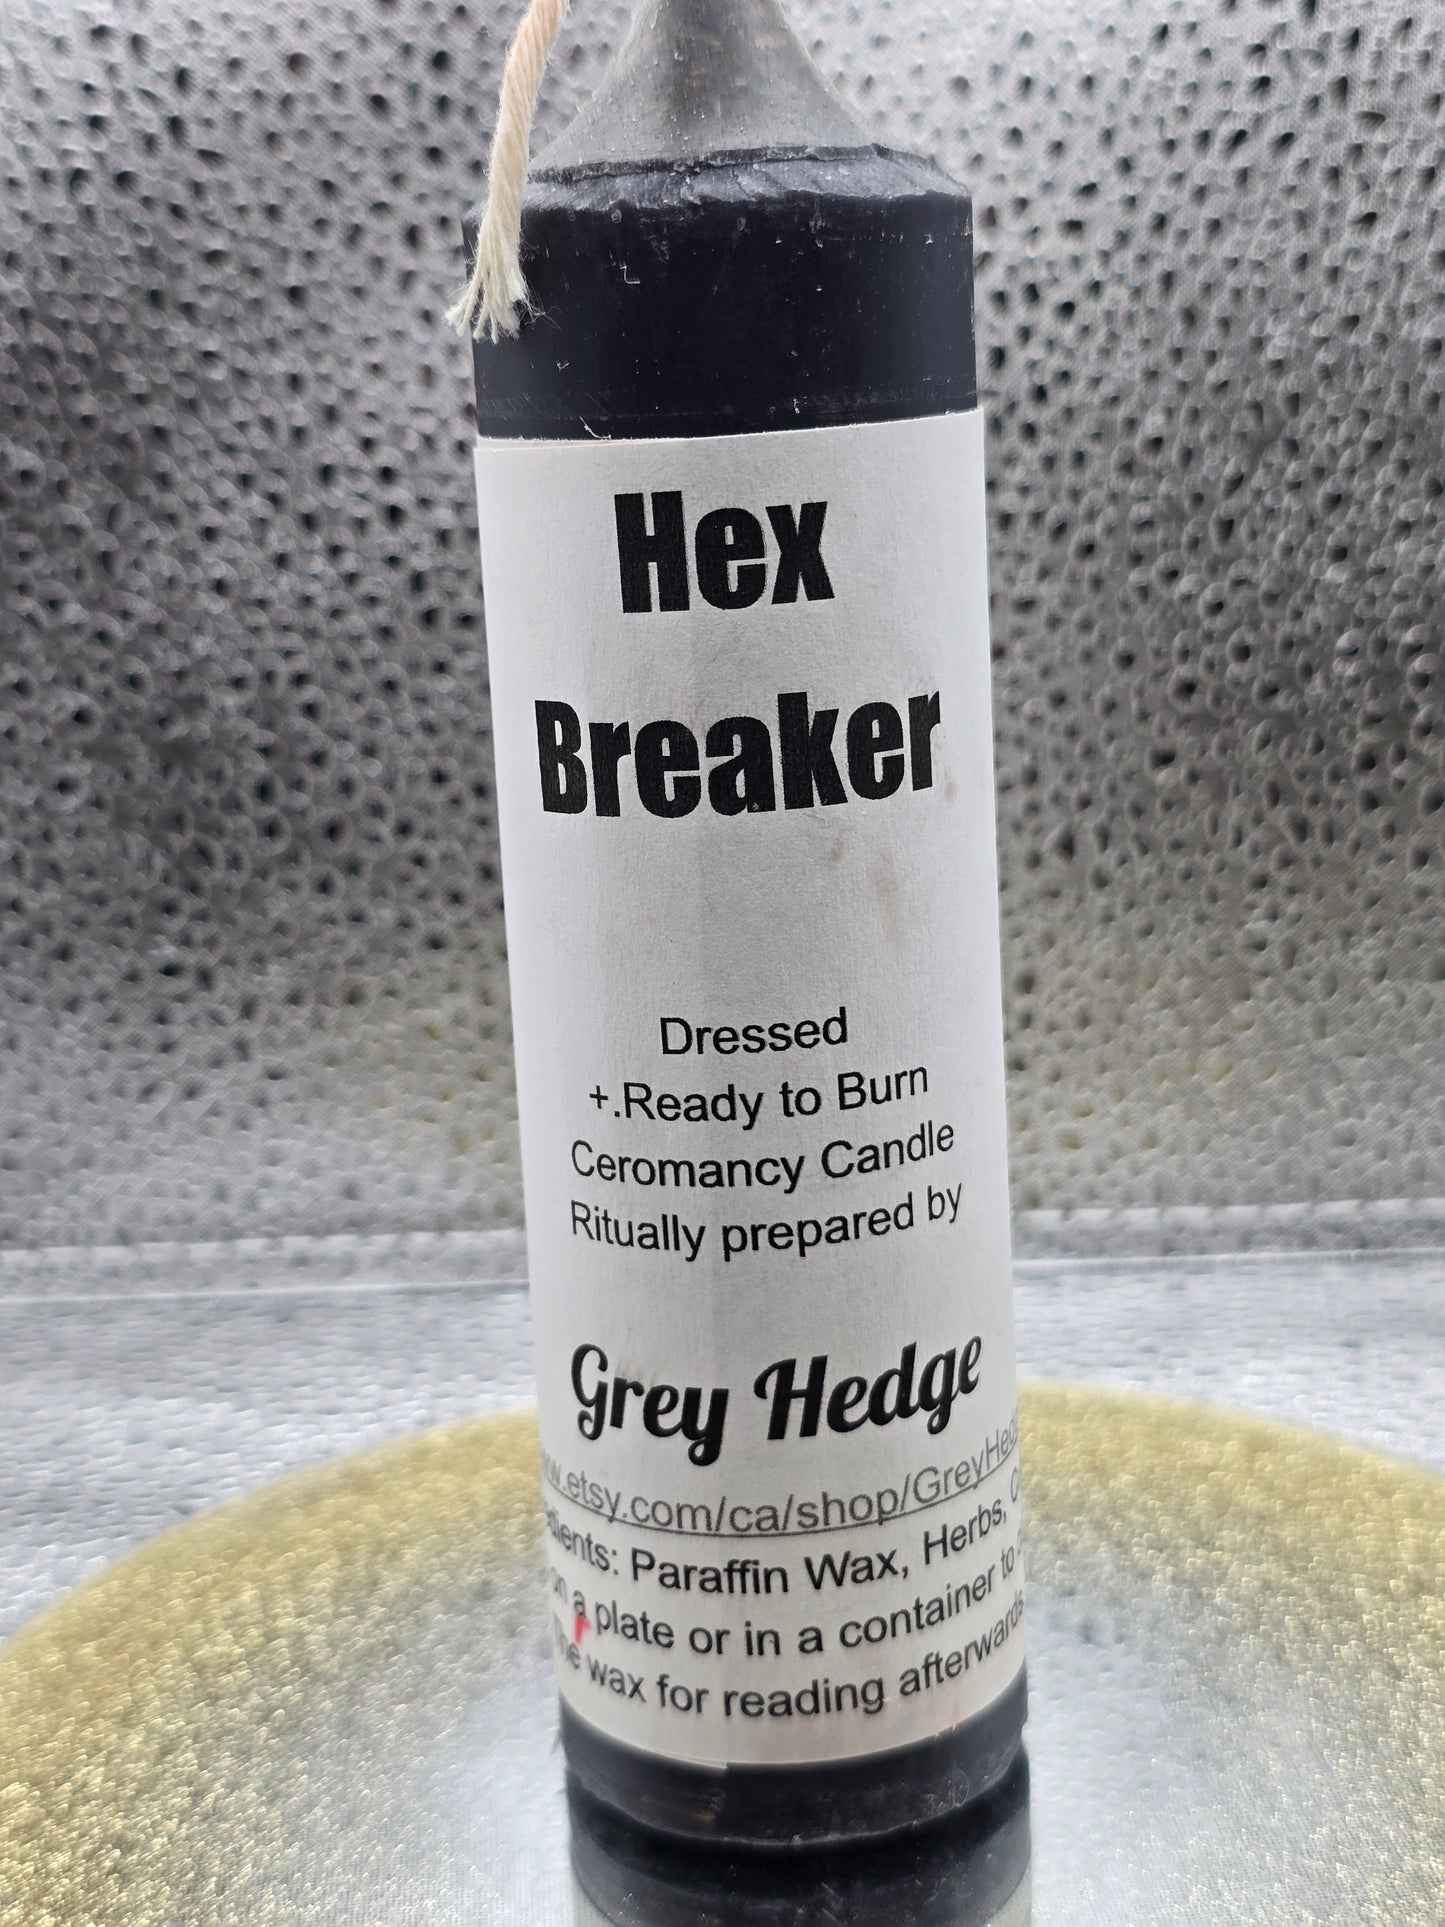 Hex
Breaker
Dressed
+.Ready to Burn
Ceromancy Candle
Ritually prepared by
Grey Hedge
.etsy.com/ca/shop/GreyHed
Paraffin Wax, Herbs,
a plate or in a container to
wax for reading afterwards